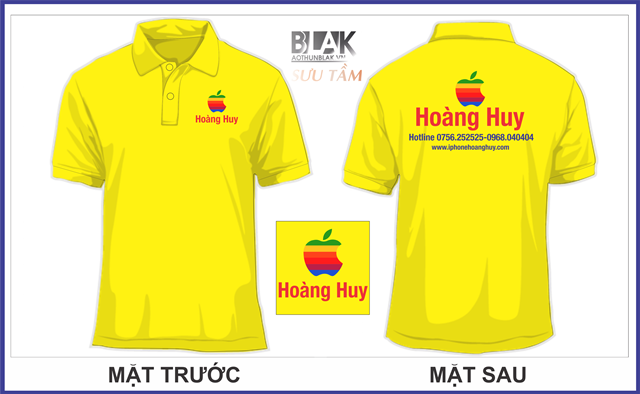 BLAK
AOTHUNBLAK.VN
SƯU TẦM
Hoàng Huy
Hoàng Huy
Hotline 0756.252525-0968.040404
www.iphonehoanghuy.com
Hoàng Huy
MẶT TRƯỚC
MẶT SAU